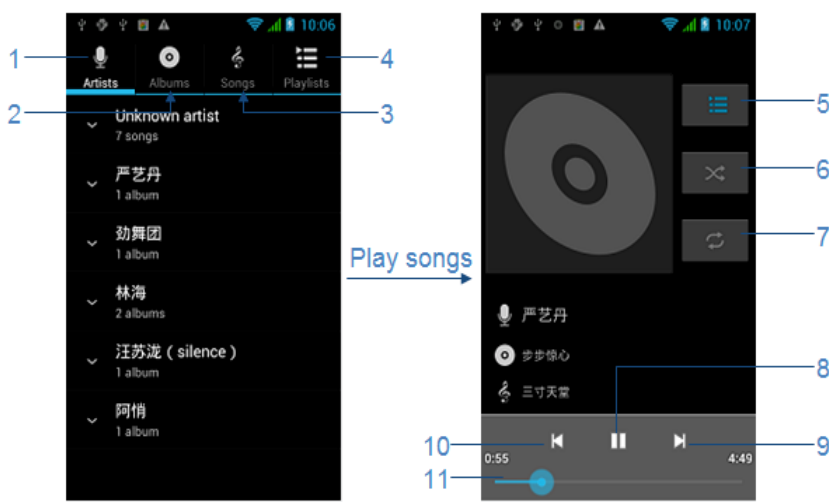 10:06
10:07
1
4
Artists
Albums
Songs
Playlists
2
3
Unknown artist
7 songs
严艺丹
1 album
劲舞团
1 album
林海
2 albums
汪苏泷（silence）
1 album
阿悄
1 album
Play songs
5
6
7
严艺丹
步步惊心
三寸天堂
8
10
9
0:55
4:49
11